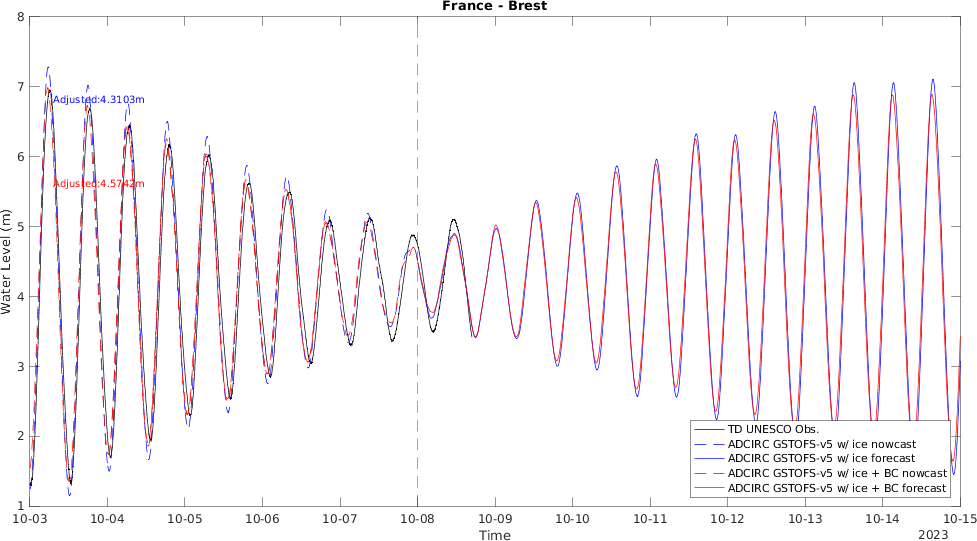 France - Brest
8
7
6
5
4
3
2
1
Water Level (m)
Adjusted:4.3103m
Adjusted:4.5742m
TD UNESCO Obs.
ADCIRC GSTOFS-v5 w/ ice nowcast
ADCIRC GSTOFS-v5 w/ ice forecast
ADCIRC GSTOFS-v5 w/ ice + BC nowcast
ADCIRC GSTOFS-v5 w/ ice + BC forecast
10-03 10-04 10-05 10-06 10-07 10-08 10-09 10-10 10-11 10-12 10-13 10-14 10-15
Time
2023